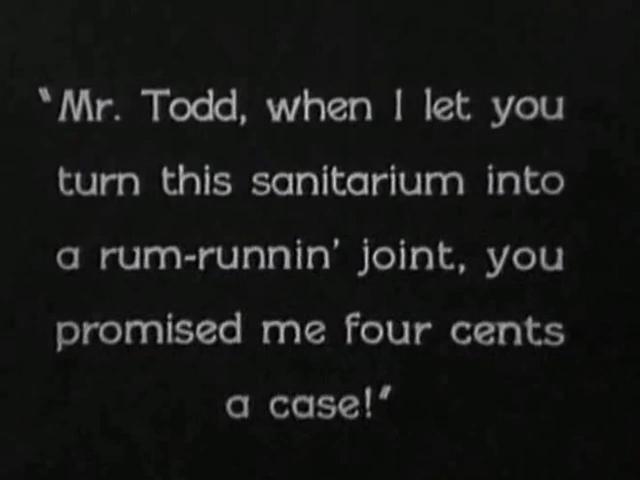 "Mr. Todd, when I let you
turn this sanitarium into
a rum-runnin' joint, you
promised me four cents
a case!"